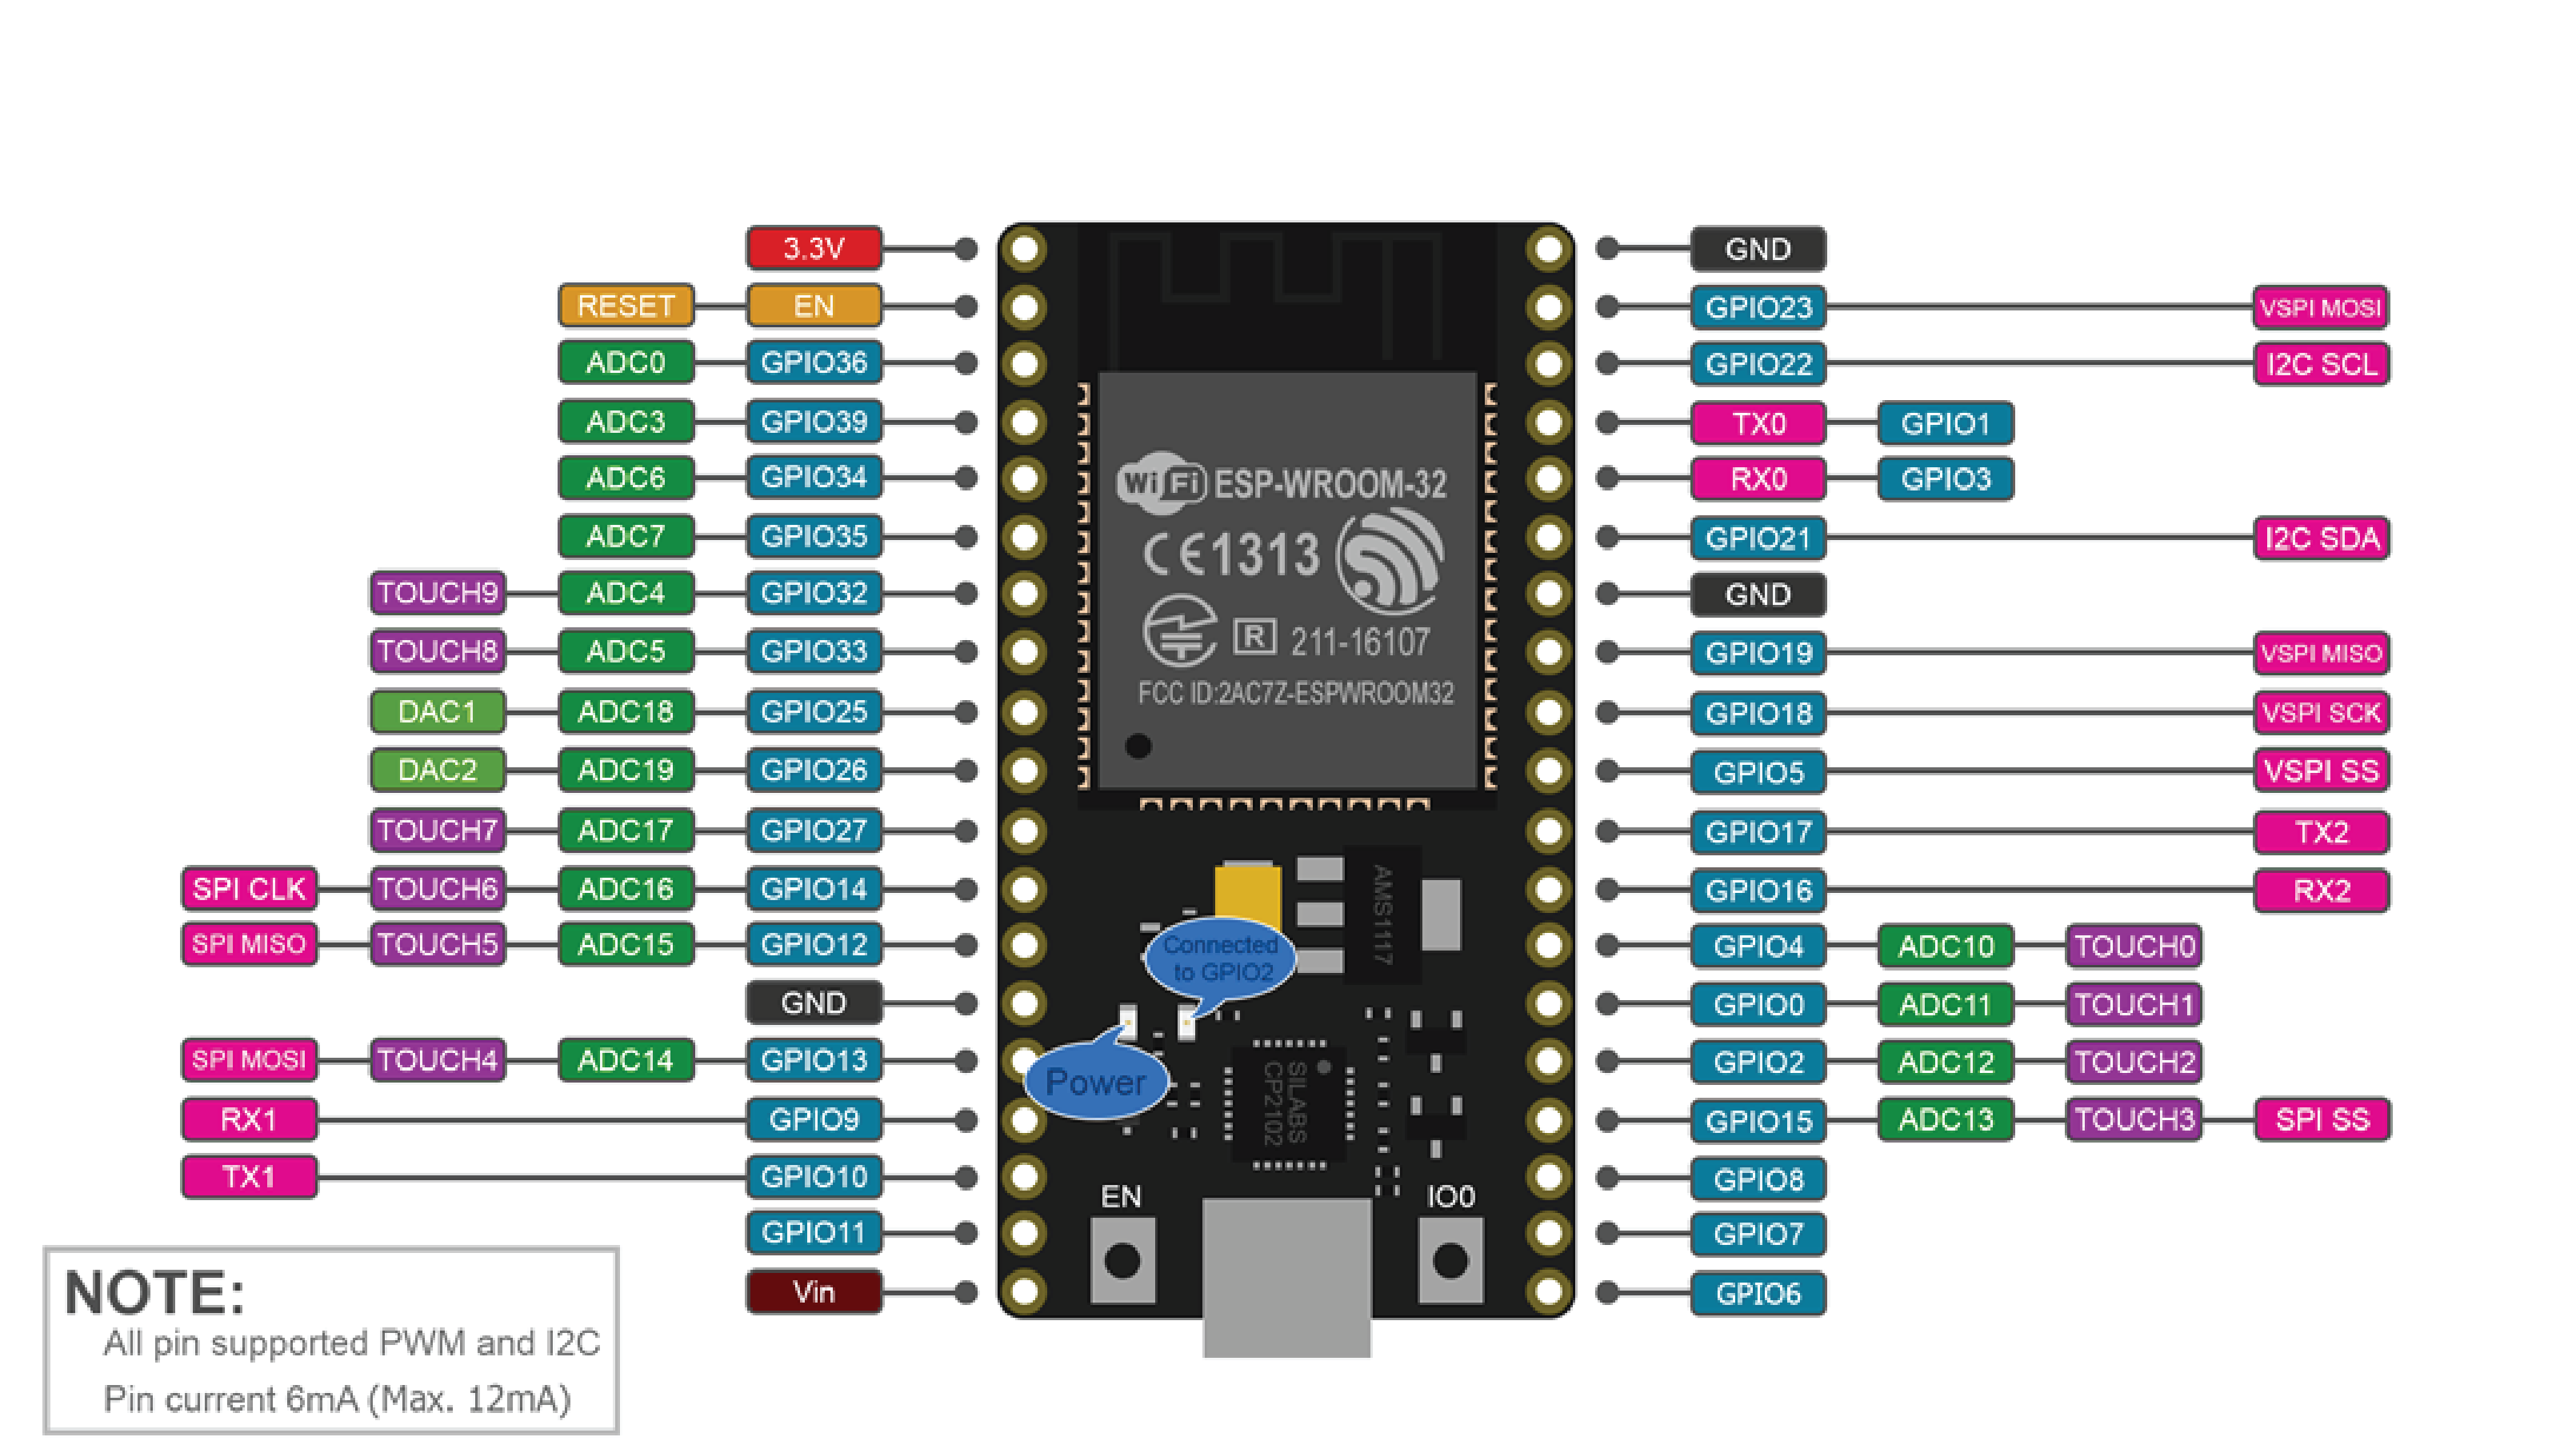 3.3V GND
RESET EN GPIO23 VSPI MOSI
ADC0 GPIO36 GPIO22 I2C SCL
ADC3 GPIO39 TX0 GPIO1
ADC6 GPIO34 RX0 GPIO3
WiFi ESP-WROOM-32
ADC7 GPIO35 GPIO21 I2C SDA
CE1313
TOUCH9 ADC4 GPIO32 GND
R 211-16107
TOUCH8 ADC5 GPIO33 GPIO19 VSPI MISO
FCC ID:2AC7Z-ESPWROOM32
DAC1 ADC18 GPIO25 GPIO18 VSPI SCK
DAC2 ADC19 GPIO26 GPIO5 VSPI SS
TOUCH7 ADC17 GPIO27 GPIO17 TX2
SPI CLK TOUCH6 ADC16 GPIO14 GPIO16 RX2
AMS1117
SPI MISO TOUCH5 ADC15 GPIO12 GPIO4 ADC10 TOUCH0
Connected
to GPIO2
GND GPIO0 ADC11 TOUCH1
SPI MOSI TOUCH4 ADC14 GPIO13 GPIO2 ADC12 TOUCH2
Power
SILABS
CP2102
RX1 GPIO9 GPIO15 ADC13 TOUCH3 SPI SS
TX1 GPIO10 GPIO8
EN IO0
GPIO11 GPIO7
Vin GPIO6
NOTE:
All pin supported PWM and I2C
Pin current 6mA (Max. 12mA)